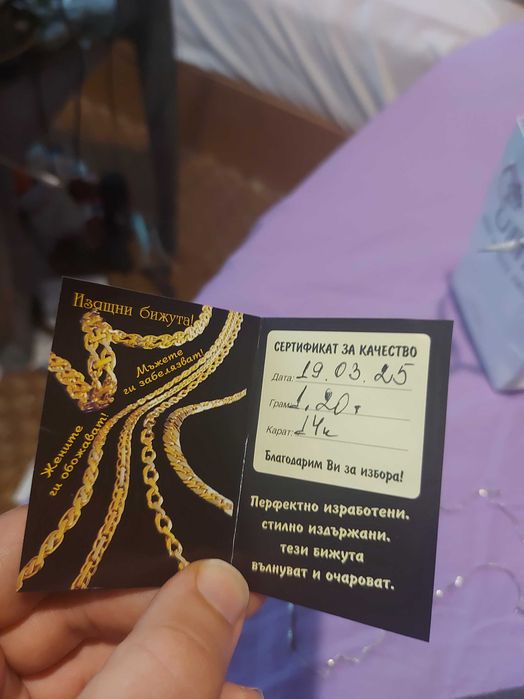 Изящни бижута!
Мъжете
ги забелязват!
Жените
ги обожават!
СЕРТИФИКАТ ЗА КАЧЕСТВО
Дата: 19.03.25
Грам: 1.20 г
Карат: 14к
Благодарим Ви за избора!
Перфектно изработени,
стилно издържани,
тези бижута
вълнуват и очароват.